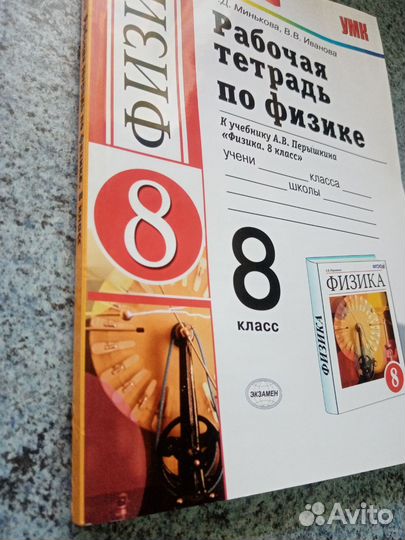 Д. Минькова, В.В. Иванова
УМК
Рабочая
тетрадь
по физике
К учебнику А.В. Перышкина
«Физика. 8 класс»
учени класса
школы
ФИЗИ
8
8
класс
ЭКЗАМЕН
ФИЗИКА
ФИЗИКА
8
Avito